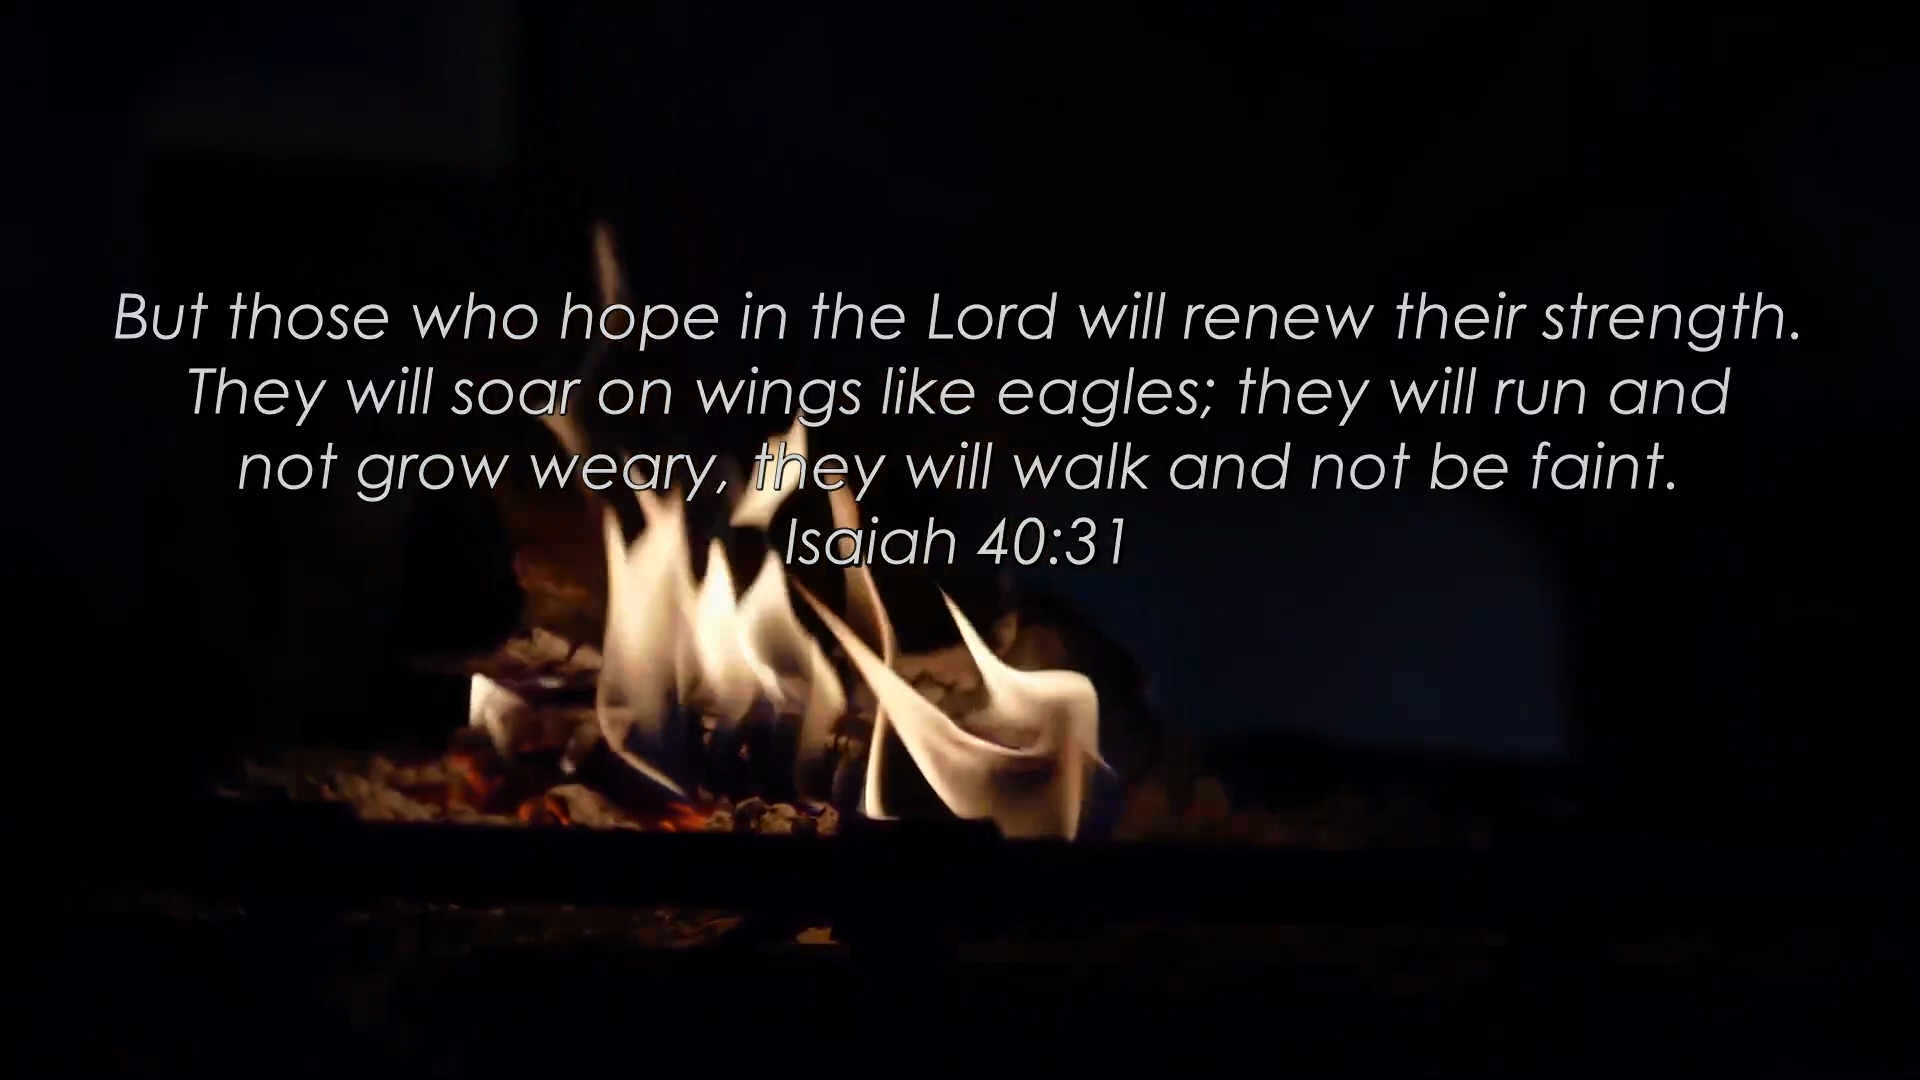 But those who hope in the Lord will renew their strength.
They will soar on wings like eagles; they will run and
not grow weary, they will walk and not be faint.
Isaiah 40:31